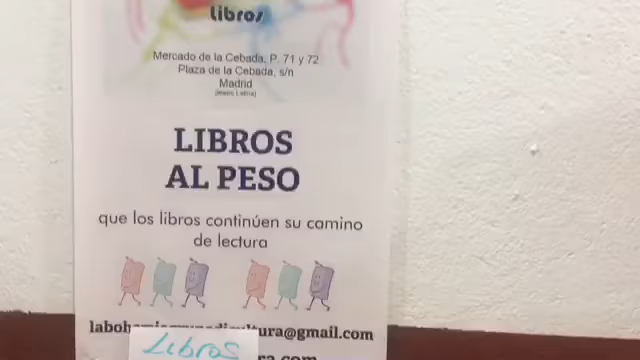 libros
Mercado de la Cebada, P. 71 y 72
Plaza de la Cebada, s/n
Madrid
LIBROS
AL PESO
que los libros continúen su camino
de lectura
ura@gmail.com
Libros